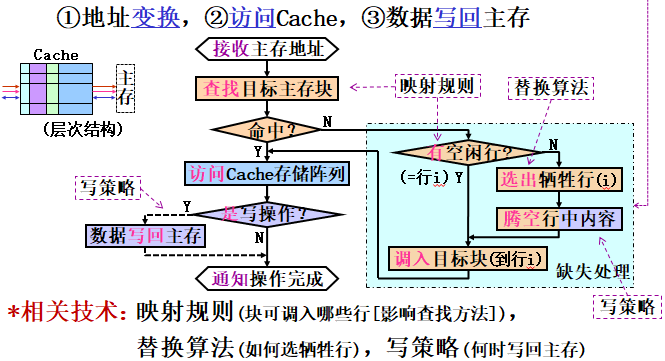 ①地址变换，②访问Cache，③数据写回主存
Cache
主存
(层次结构)
接收主存地址
查找目标主存块
映射规则
替换算法
命中？
N
Y
有空闲行？
N
(=行i)
Y
选出牺牲行(i)
访问Cache存储阵列
写策略
Y
是写操作？
腾空行中内容
数据写回主存
N
调入目标块(到行i)
缺失处理
通知操作完成
写策略
*相关技术：映射规则(块可调入哪些行[影响查找方法])，
替换算法(如何选牺牲行)，写策略(何时写回主存)